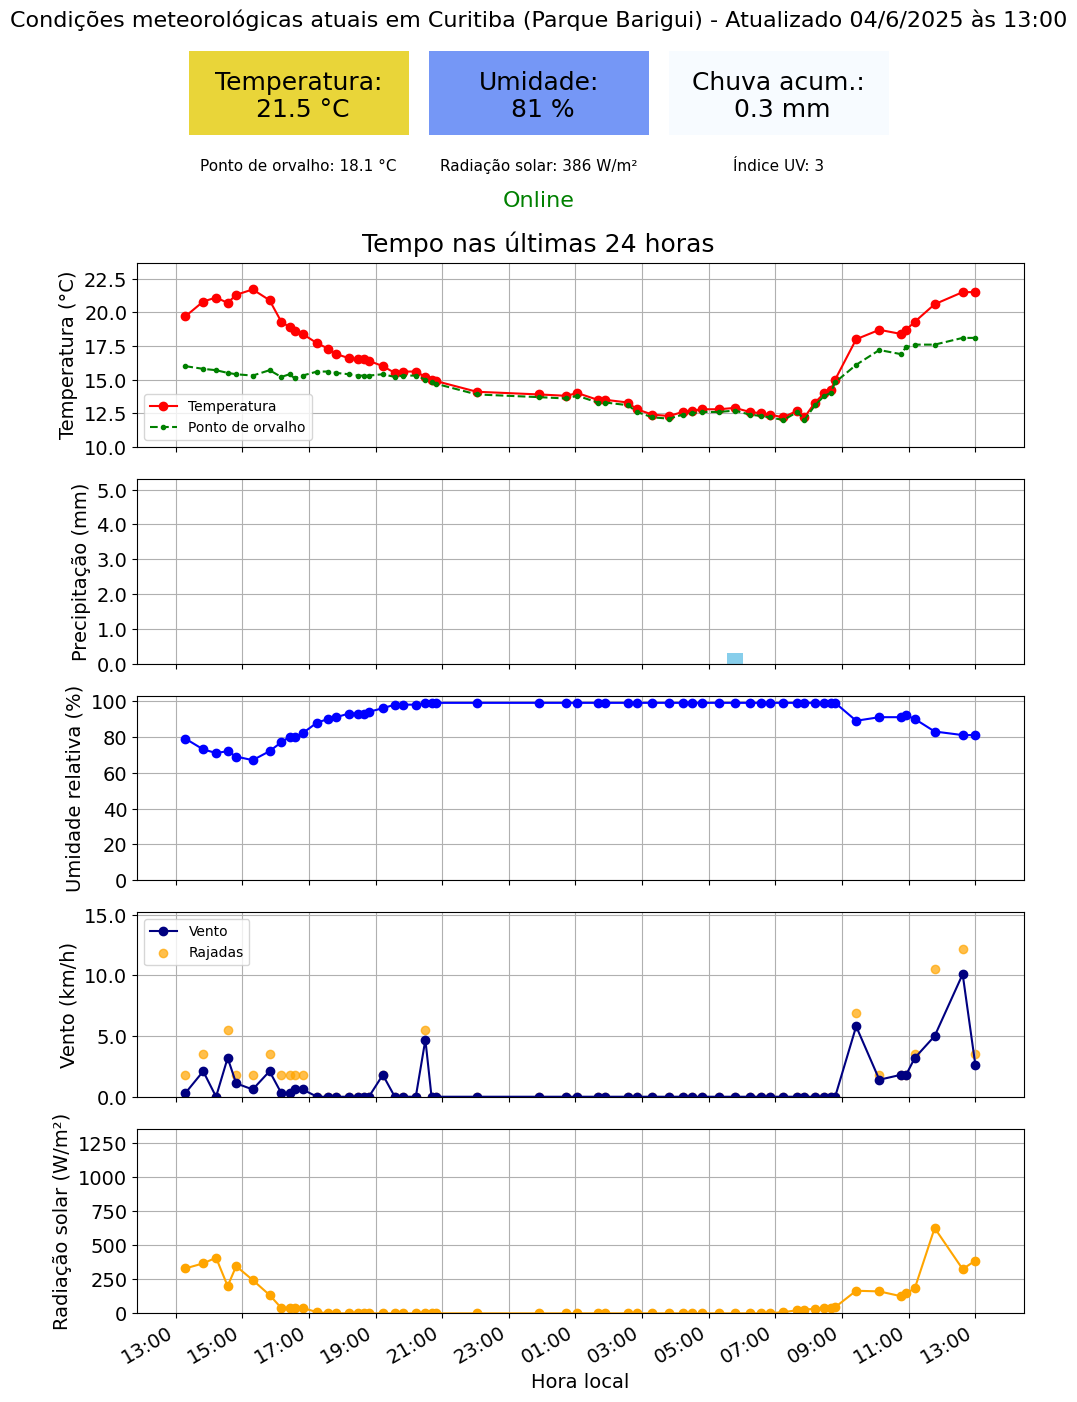 Condições meteorológicas atuais em Curitiba (Parque Barigui) - Atualizado 04/6/2025 às 13:00
Temperatura:
21.5 °C
Umidade:
81 %
Chuva acum.:
0.3 mm
Ponto de orvalho: 18.1 °C
Radiação solar: 386 W/m²
Índice UV: 3
Online
Tempo nas últimas 24 horas
Temperatura (°C)
22.5
20.0
17.5
15.0
12.5
10.0
Temperatura
Ponto de orvalho
Precipitação (mm)
5.0
4.0
3.0
2.0
1.0
0.0
Umidade relativa (%)
100
80
60
40
20
0
Vento (km/h)
15.0
10.0
5.0
0.0
Vento
Rajadas
Radiação solar (W/m²)
1250
1000
750
500
250
0
13:00
15:00
17:00
19:00
21:00
23:00
01:00
03:00
05:00
07:00
09:00
11:00
13:00
Hora local